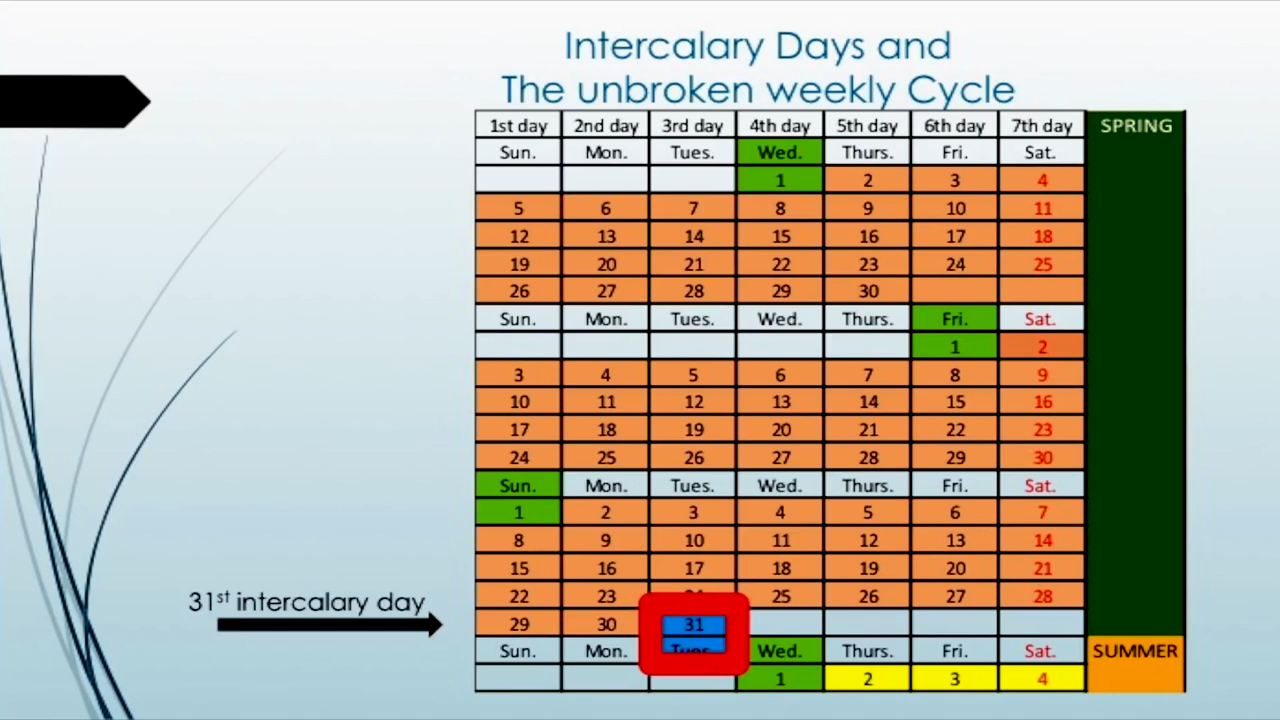 Intercalary Days and
The unbroken weekly Cycle
1st day 2nd day 3rd day 4th day 5th day 6th day 7th day SPRING
Sun. Mon. Tues. Wed. Thurs. Fri. Sat.
1 2 3 4
5 6 7 8 9 10 11
12 13 14 15 16 17 18
19 20 21 22 23 24 25
26 27 28 29 30
Sun. Mon. Tues. Wed. Thurs. Fri. Sat.
1 2
3 4 5 6 7 8 9
10 11 12 13 14 15 16
17 18 19 20 21 22 23
24 25 26 27 28 29 30
Sun. Mon. Tues. Wed. Thurs. Fri. Sat.
1 2 3 4 5 6 7
8 9 10 11 12 13 14
15 16 17 18 19 20 21
22 23 25 26 27 28
31st intercalary day
29 30 31
Sun. Mon. Tues. Wed. Thurs. Fri. Sat. SUMMER
1 2 3 4